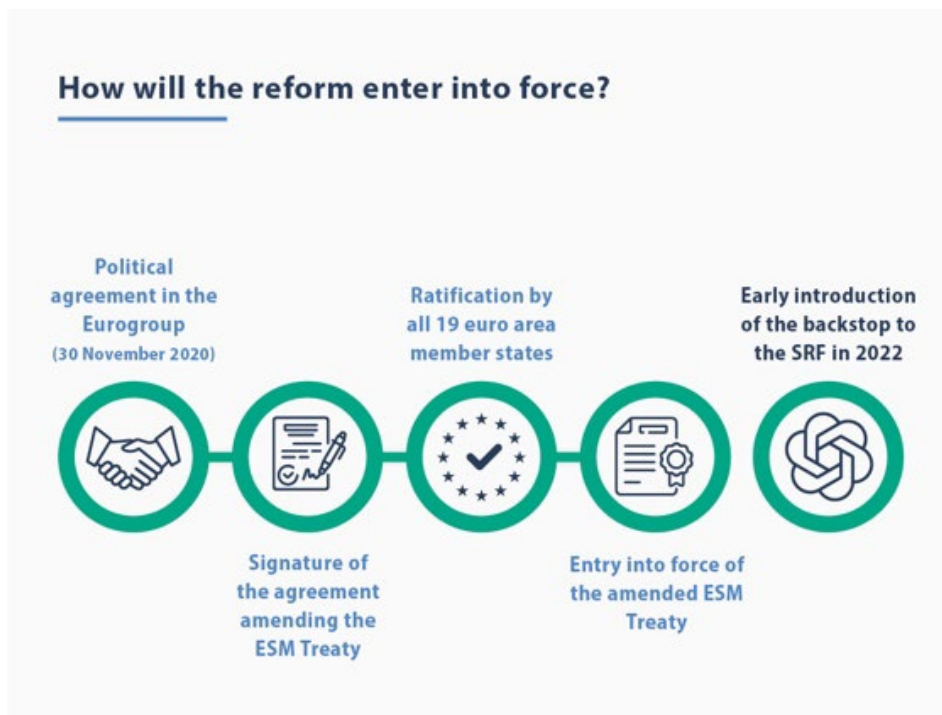 How will the reform enter into force?
Political
agreement in the
Eurogroup
(30 November 2020)
Signature of
the agreement
amending the
ESM Treaty
Ratification by
all 19 euro area
member states
Entry into force of
the amended ESM
Treaty
Early introduction
of the backstop to
the SRF in 2022